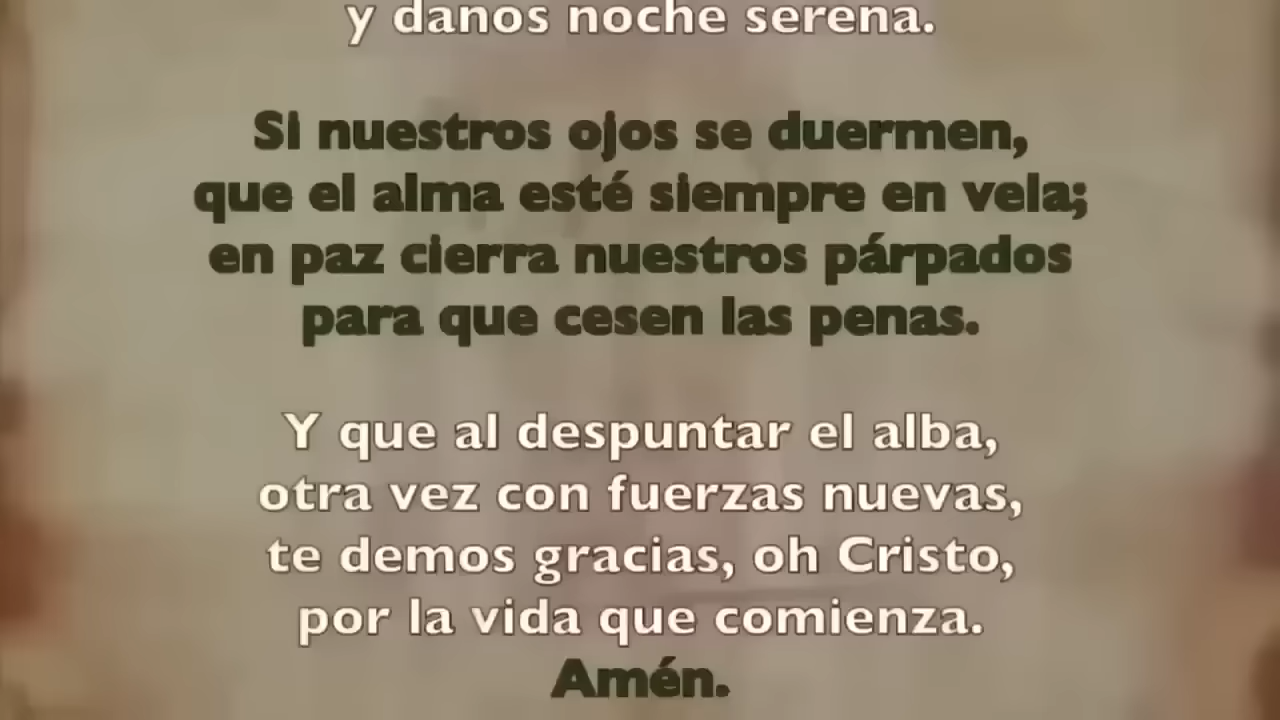 y danos noche serena.
Si nuestros ojos se duermen,
que el alma esté siempre en vela;
en paz cierra nuestros párpados
para que cesen las penas.
Y que al despuntar el alba,
otra vez con fuerzas nuevas,
te demos gracias, oh Cristo,
por la vida que comienza.
Amén.